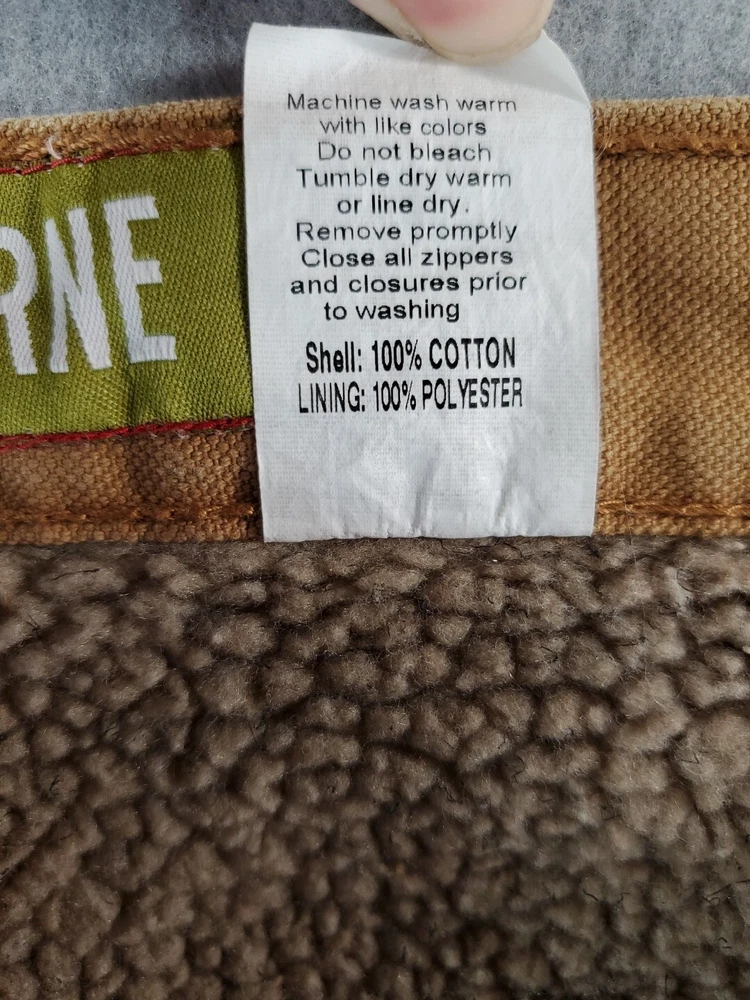 RNE
Machine wash warm
with like colors
Do not bleach
Tumble dry warm
or line dry.
Remove promptly
Close all zippers
and closures prior
to washing
Shell: 100% COTTON
LINING: 100% POLYESTER